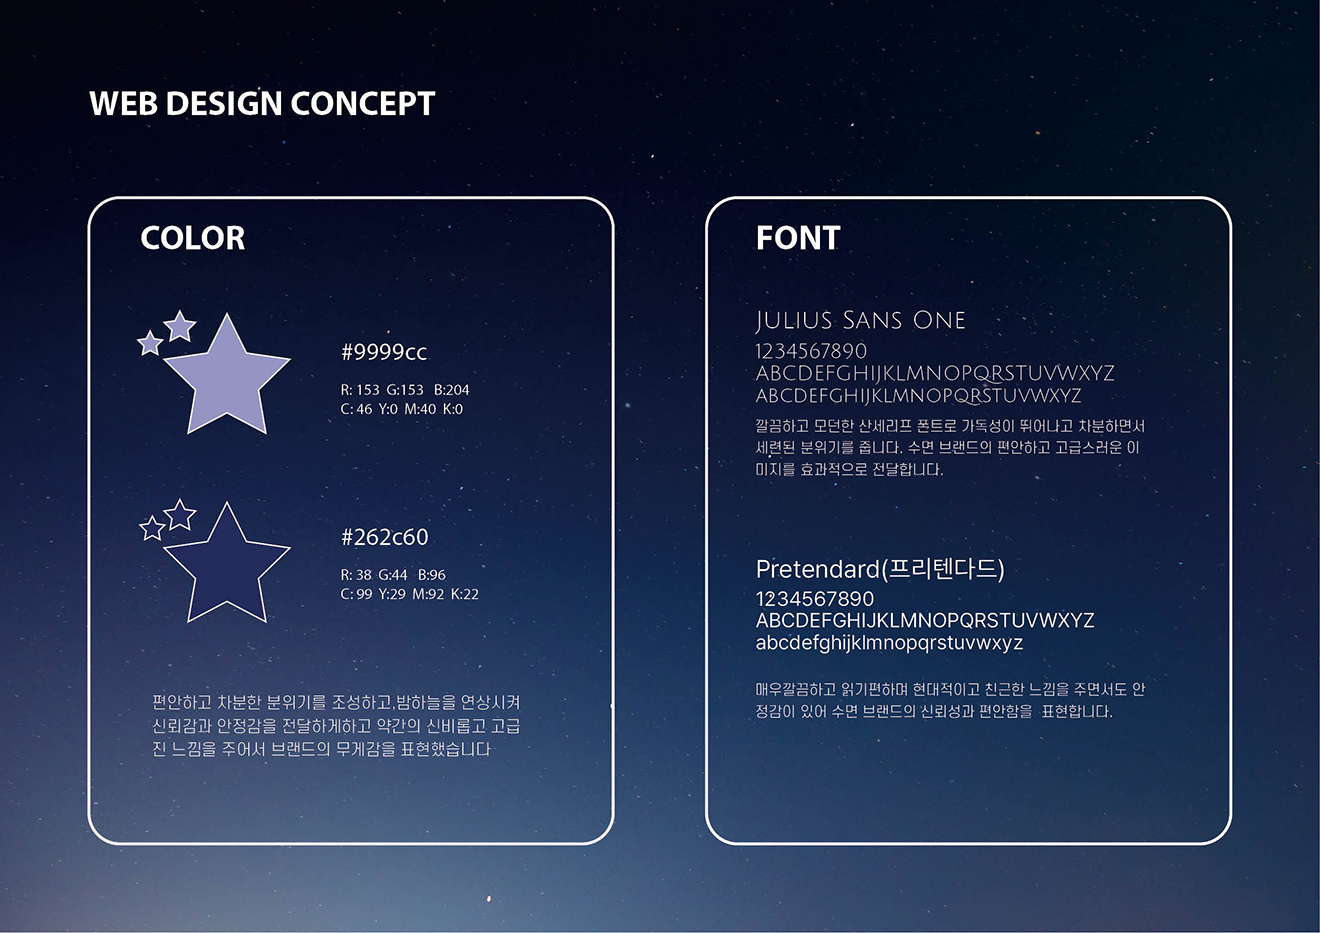 WEB DESIGN CONCEPT
COLOR
#9999cc
R: 153 G:153 B:204
C: 46 Y:0 M:40 K:0
#262c60
R: 38 G:44 B:96
C: 99 Y:29 M:92 K:22
편안하고 차분한 분위기를 조성하고,밤하늘을 연상시켜
신뢰감과 안정감을 전달하게하고 약간의 신비롭고 고급
진 느낌을 주어서 브랜드의 무게감을 표현했습니다
FONT
JULIUS SANS ONE
1234567890
ABCDEFGHIJKLMNOPQRSTUVWXYZ
ABCDEFGHIJKLMNOPQRSTUVWXYZ
깔끔하고 모던한 산세리프 폰트로 가독성이 뛰어나고 차분하면서
세련된 분위기를 줍니다. 수면 브랜드의 편안하고 고급스러운 이
미지를 효과적으로 전달합니다.
Pretendard(프리텐다드)
1234567890
ABCDEFGHIJKLMNOPQRSTUVWXYZ
abcdefghijklmnopqrstuvwxyz
매우깔끔하고 읽기편하며 현대적이고 친근한 느낌을 주면서도 안
정감이 있어 수면 브랜드의 신뢰성과 편안함을 표현합니다.